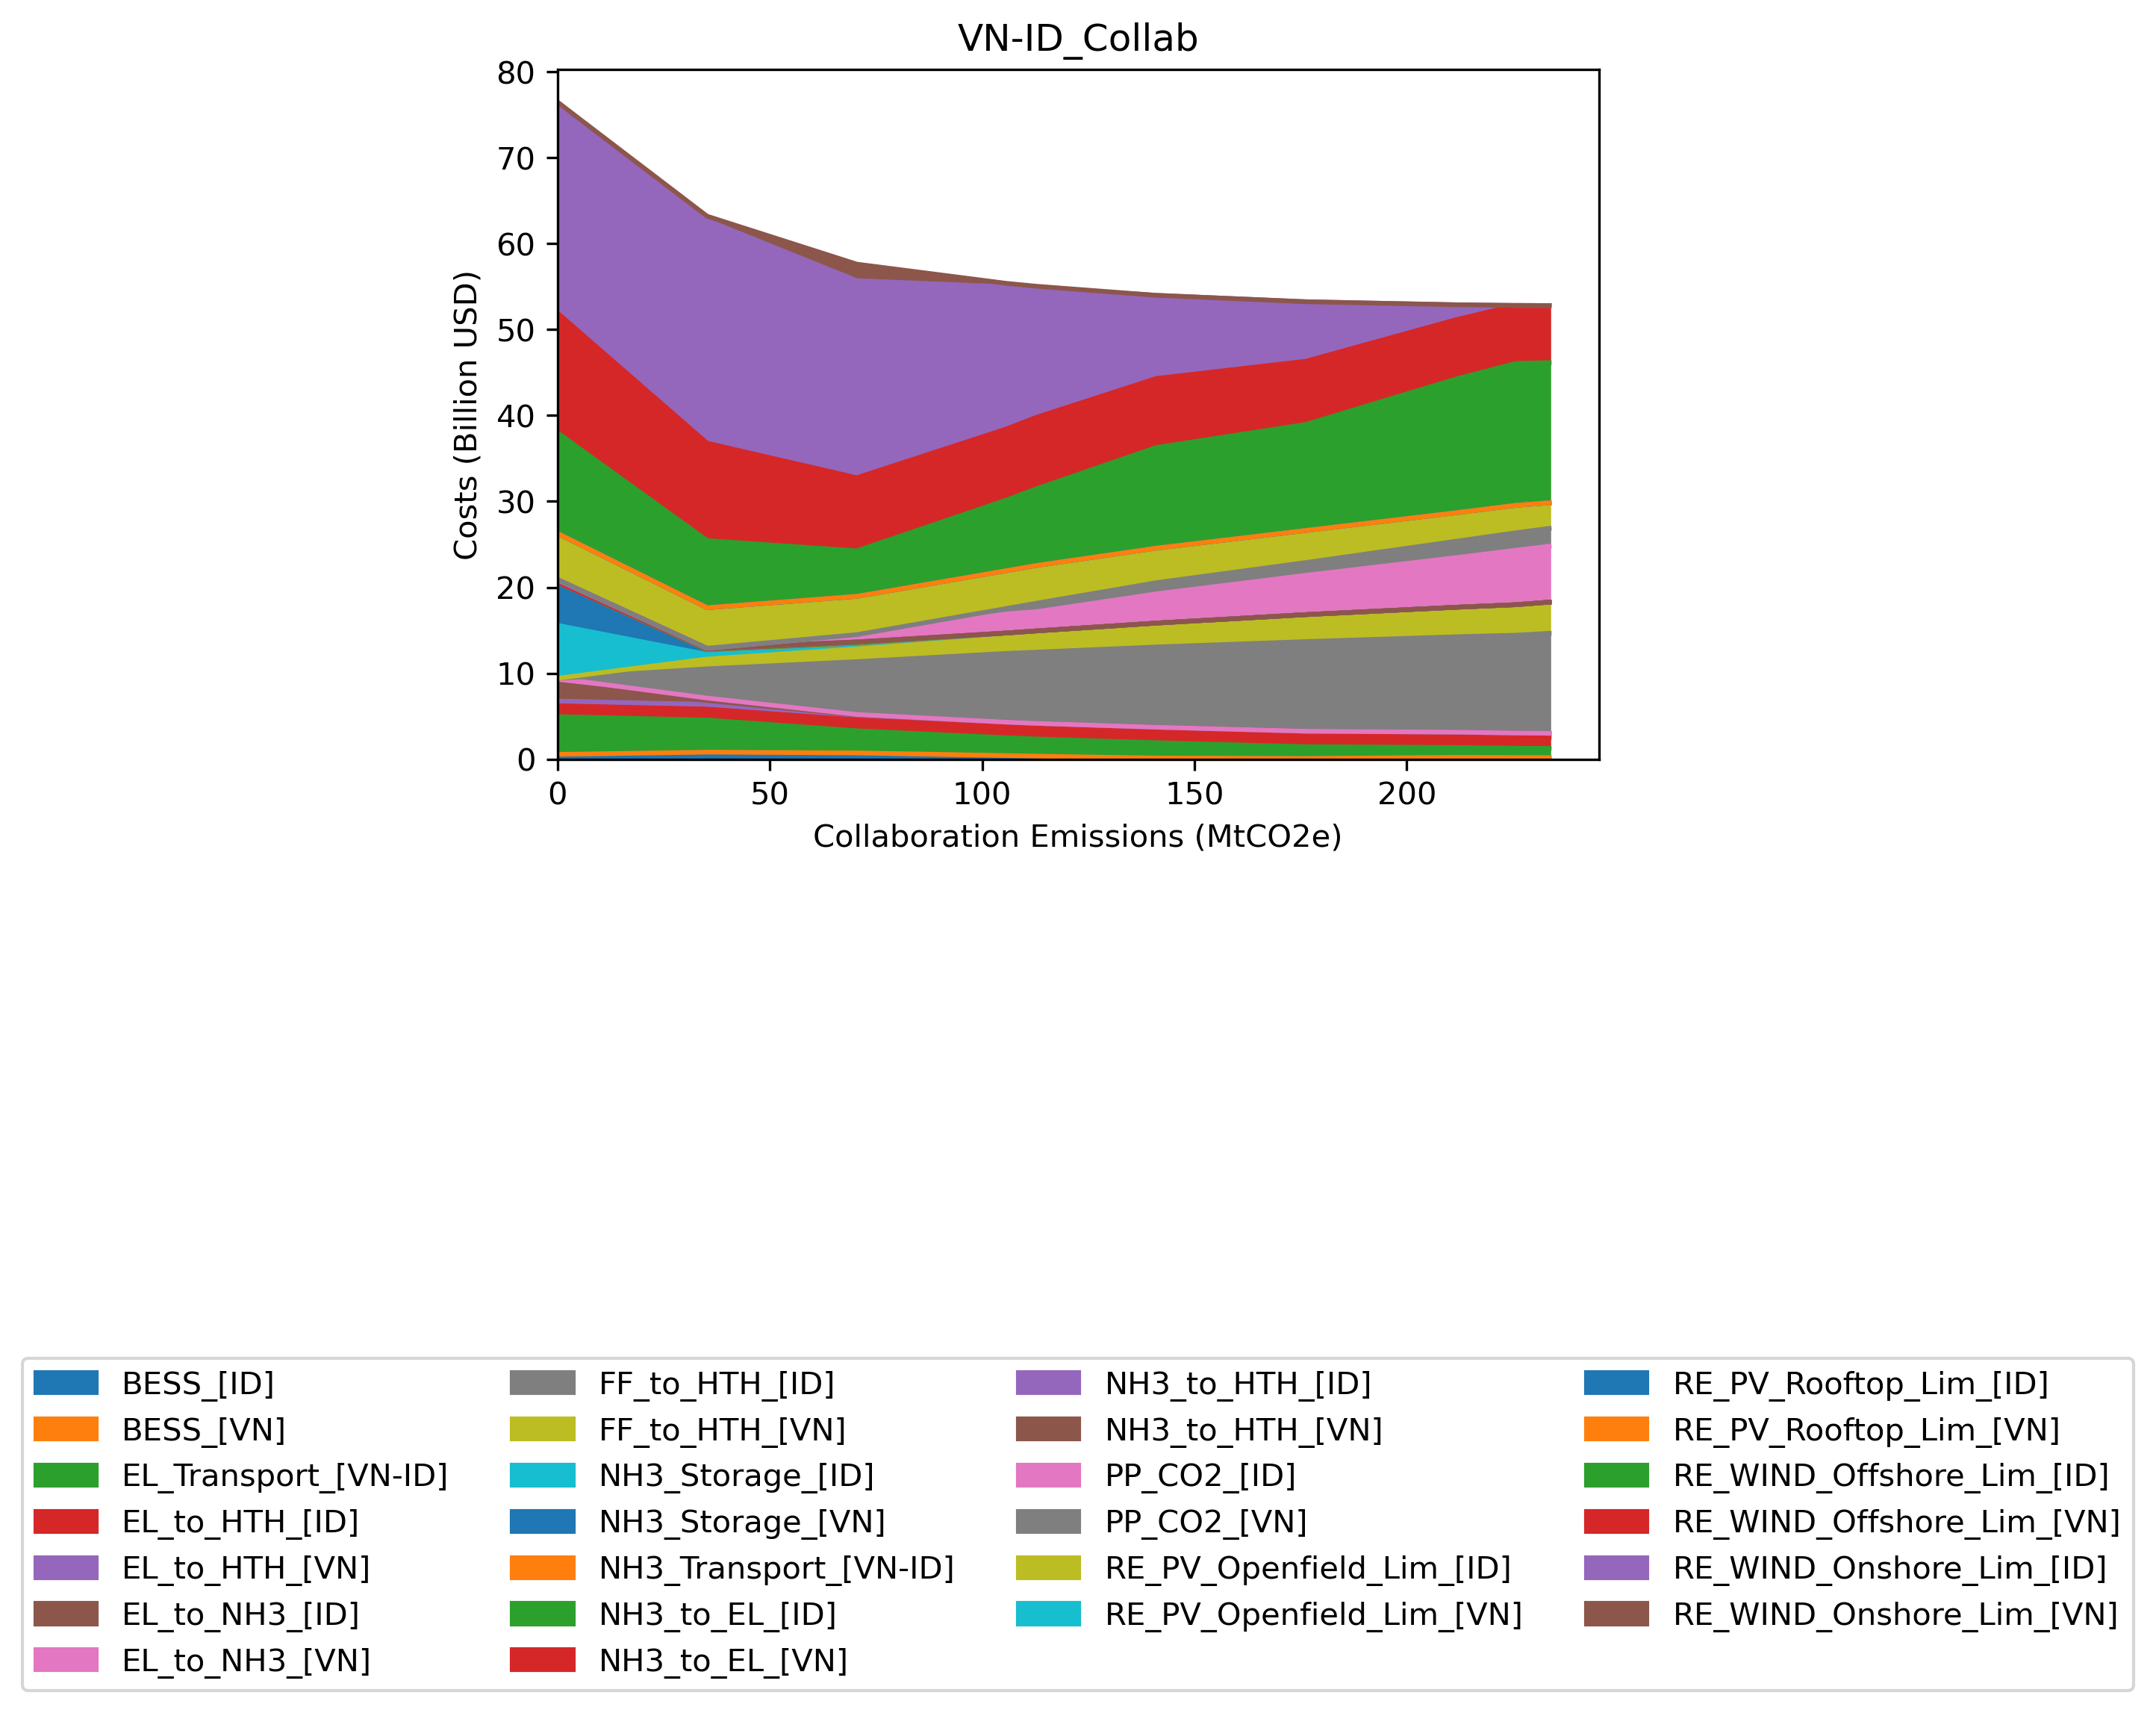 VN-ID_Collab
Costs (Billion USD)
80
70
60
50
40
30
20
10
0
0 50 100 150 200
Collaboration Emissions (MtCO2e)
BESS_[ID]
BESS_[VN]
EL_Transport_[VN-ID]
EL_to_HTH_[ID]
EL_to_HTH_[VN]
EL_to_NH3_[ID]
EL_to_NH3_[VN]
FF_to_HTH_[ID]
FF_to_HTH_[VN]
NH3_Storage_[ID]
NH3_Storage_[VN]
NH3_Transport_[VN-ID]
NH3_to_EL_[ID]
NH3_to_EL_[VN]
NH3_to_HTH_[ID]
NH3_to_HTH_[VN]
PP_CO2_[ID]
PP_CO2_[VN]
RE_PV_Openfield_Lim_[ID]
RE_PV_Openfield_Lim_[VN]
RE_PV_Rooftop_Lim_[ID]
RE_PV_Rooftop_Lim_[VN]
RE_WIND_Offshore_Lim_[ID]
RE_WIND_Offshore_Lim_[VN]
RE_WIND_Onshore_Lim_[ID]
RE_WIND_Onshore_Lim_[VN]